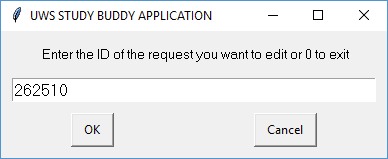 UWS STUDY BUDDY APPLICATION
Enter the ID of the request you want to edit or 0 to exit
262510
OK Cancel